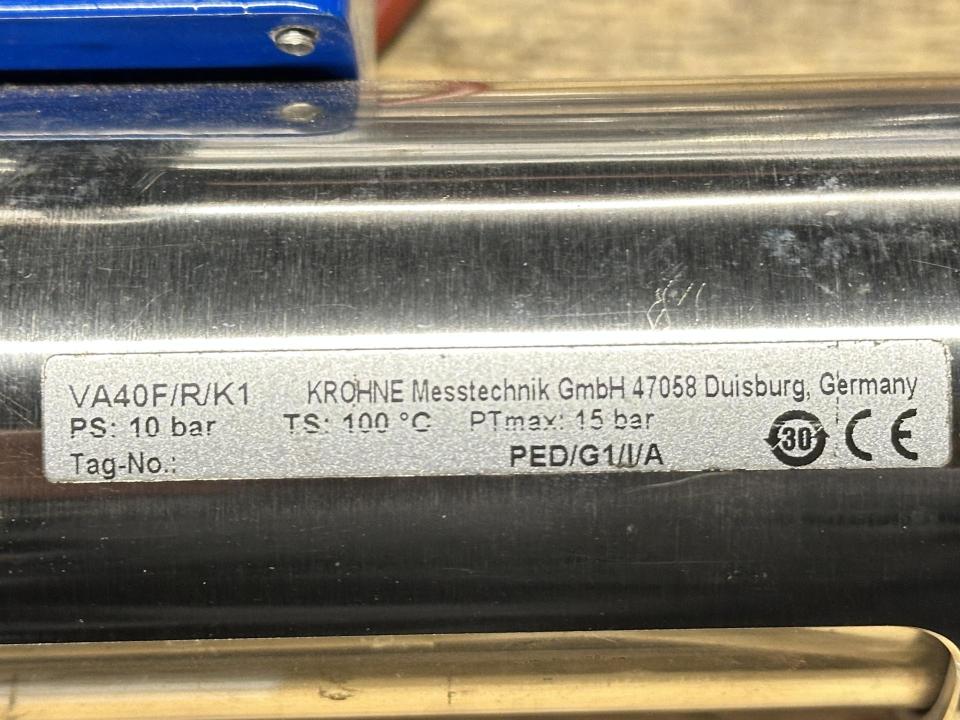 VA40F/R/K1 KROHNE Messtechnik GmbH 47058 Duisburg, Germany
PS: 10 bar TS: 100 °C PTmax: 15 bar
Tag-No.: PED/G1/I/A 30 CE